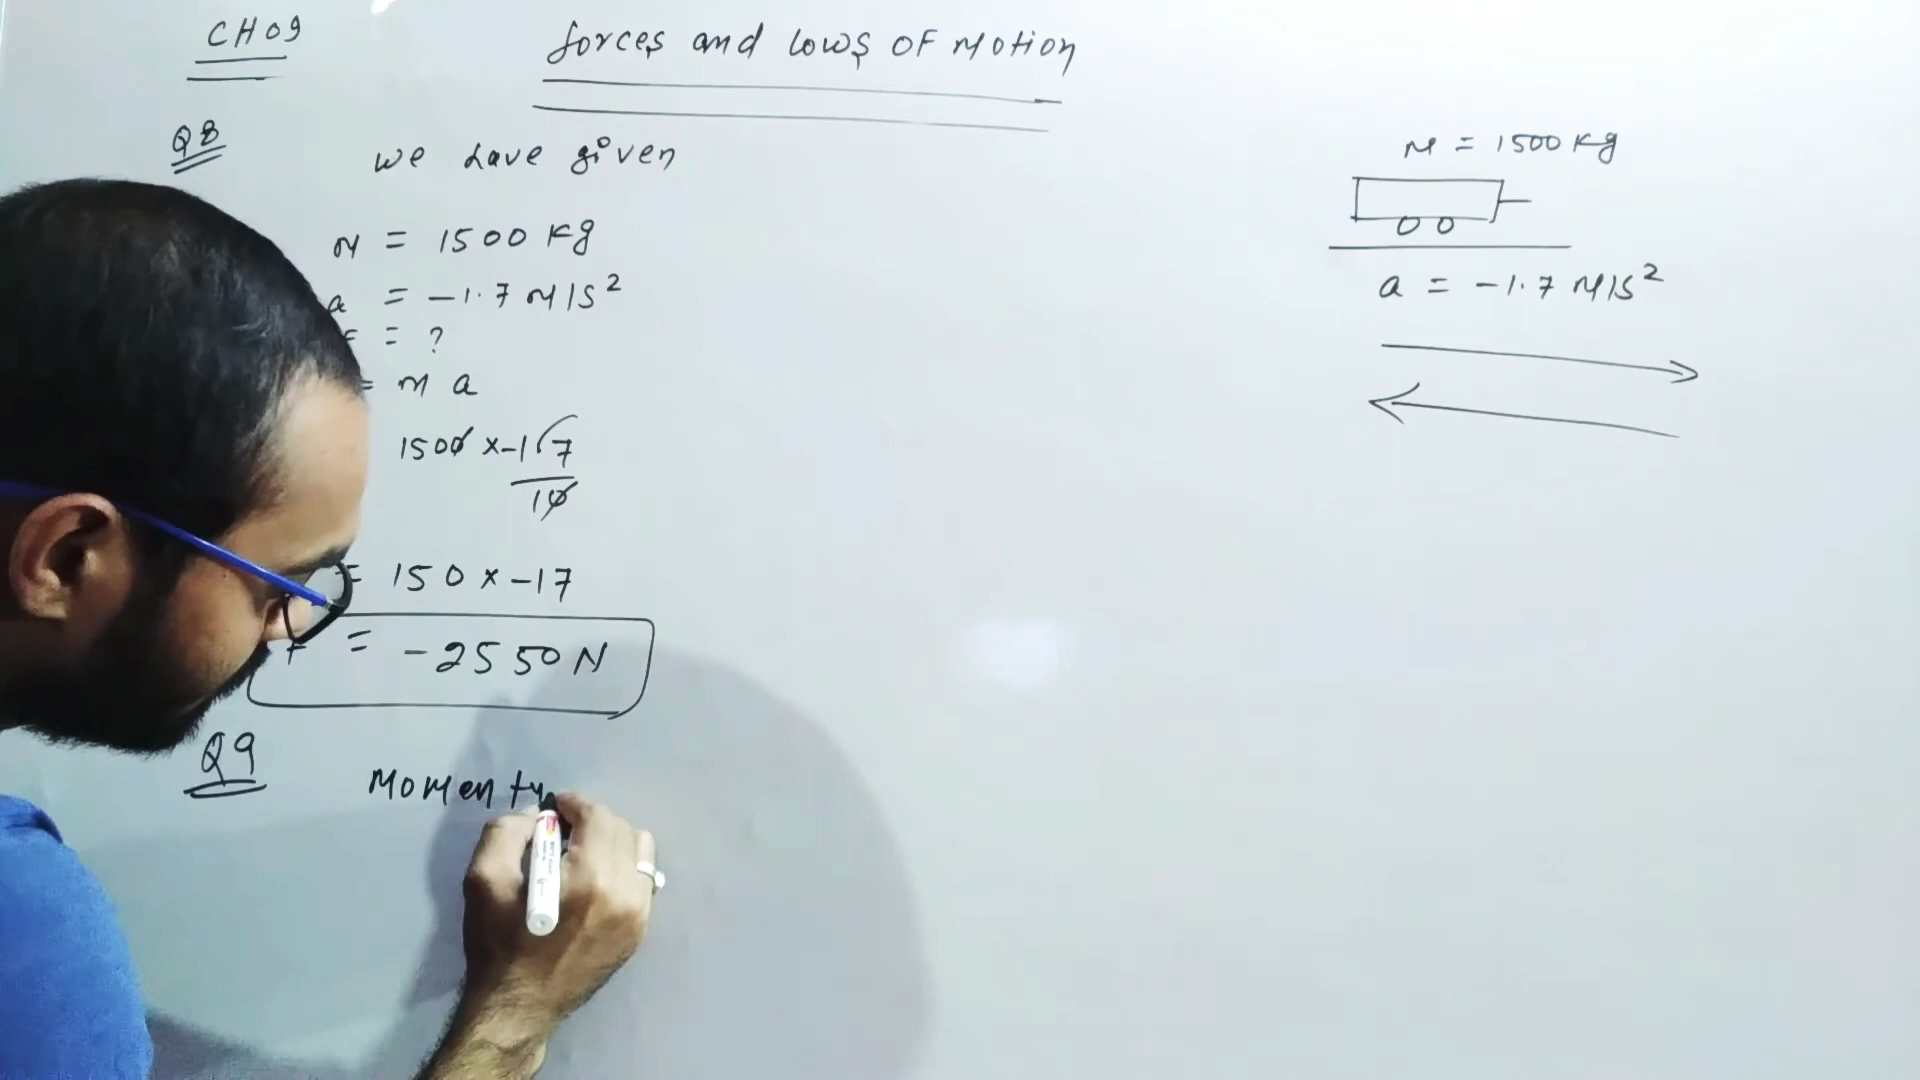 CH09
forces and lows OF Motion
Q8
we have given
M = 1500 kg
a = -1.7 M/S²
F = ?
= m a
1500 x -1.7
10
= 150 x -17
F = -2550 N
Q9
Momentu
M = 1500 kg
a = -1.7 M/S²